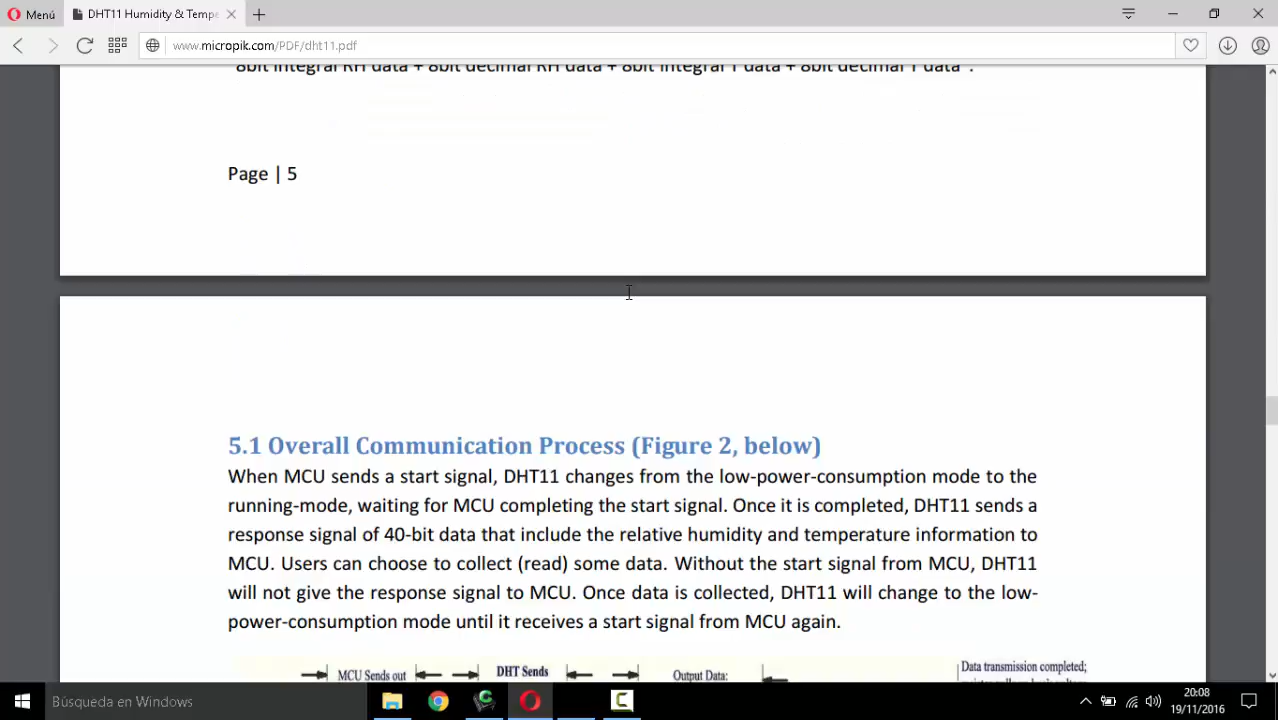 Menú
DHT11 Humidity & Tempe
www.micropik.com/PDF/dht11.pdf
8bit integral RH data + 8bit decimal RH data + 8bit integral T data + 8bit decimal T data".
Page | 5
5.1 Overall Communication Process (Figure 2, below)
When MCU sends a start signal, DHT11 changes from the low-power-consumption mode to the
running-mode, waiting for MCU completing the start signal. Once it is completed, DHT11 sends a
response signal of 40-bit data that include the relative humidity and temperature information to
MCU. Users can choose to collect (read) some data. Without the start signal from MCU, DHT11
will not give the response signal to MCU. Once data is collected, DHT11 will change to the low-
power-consumption mode until it receives a start signal from MCU again.
MCU Sends out
DHT Sends
Output Data:
Data transmission completed;
Búsqueda en Windows
20:08
19/11/2016